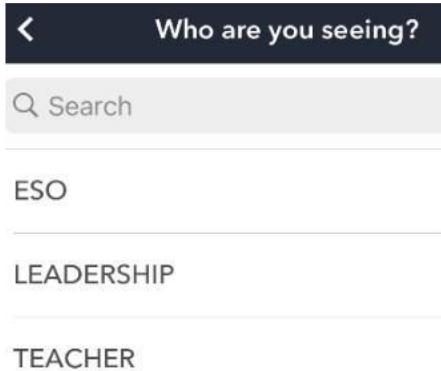 Who are you seeing?
Search
ESO
LEADERSHIP
TEACHER